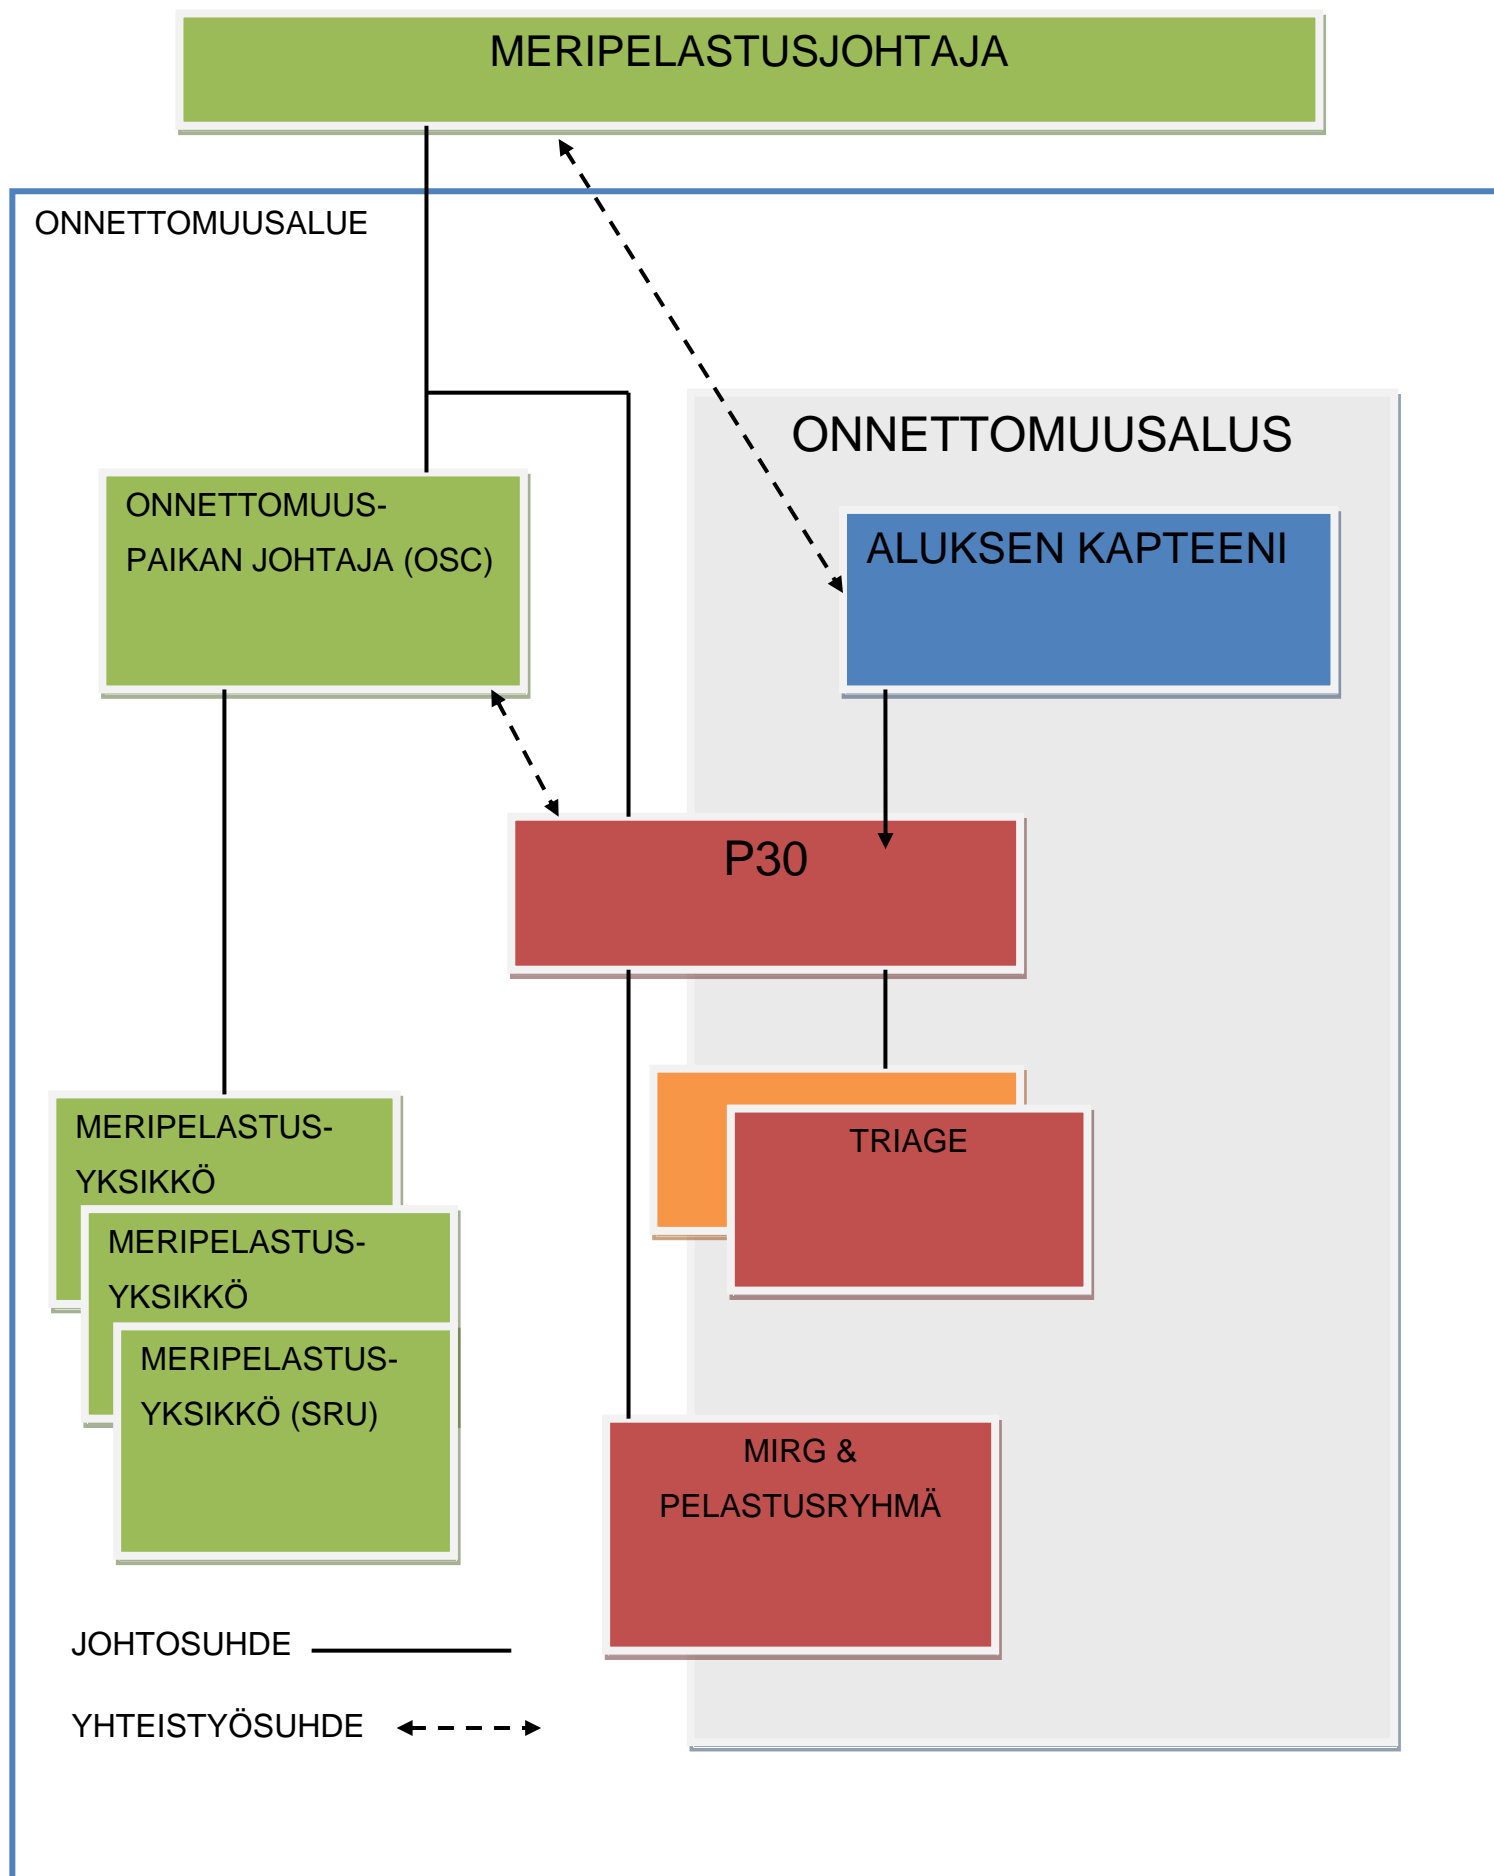 MERIPELASTUSJOHTAJA
ONNETTOMUUSALUE
ONNETTOMUUSALUS
ONNETTOMUUS-
PAIKAN JOHTAJA (OSC)
ALUKSEN KAPTEENI
P30
MERIPELASTUS-
YKSIKKÖ
MERIPELASTUS-
YKSIKKÖ
MERIPELASTUS-
YKSIKKÖ (SRU)
TRIAGE
MIRG &
PELASTUSRYHMÄ
JOHTOSUHDE
YHTEISTYÖSUHDE